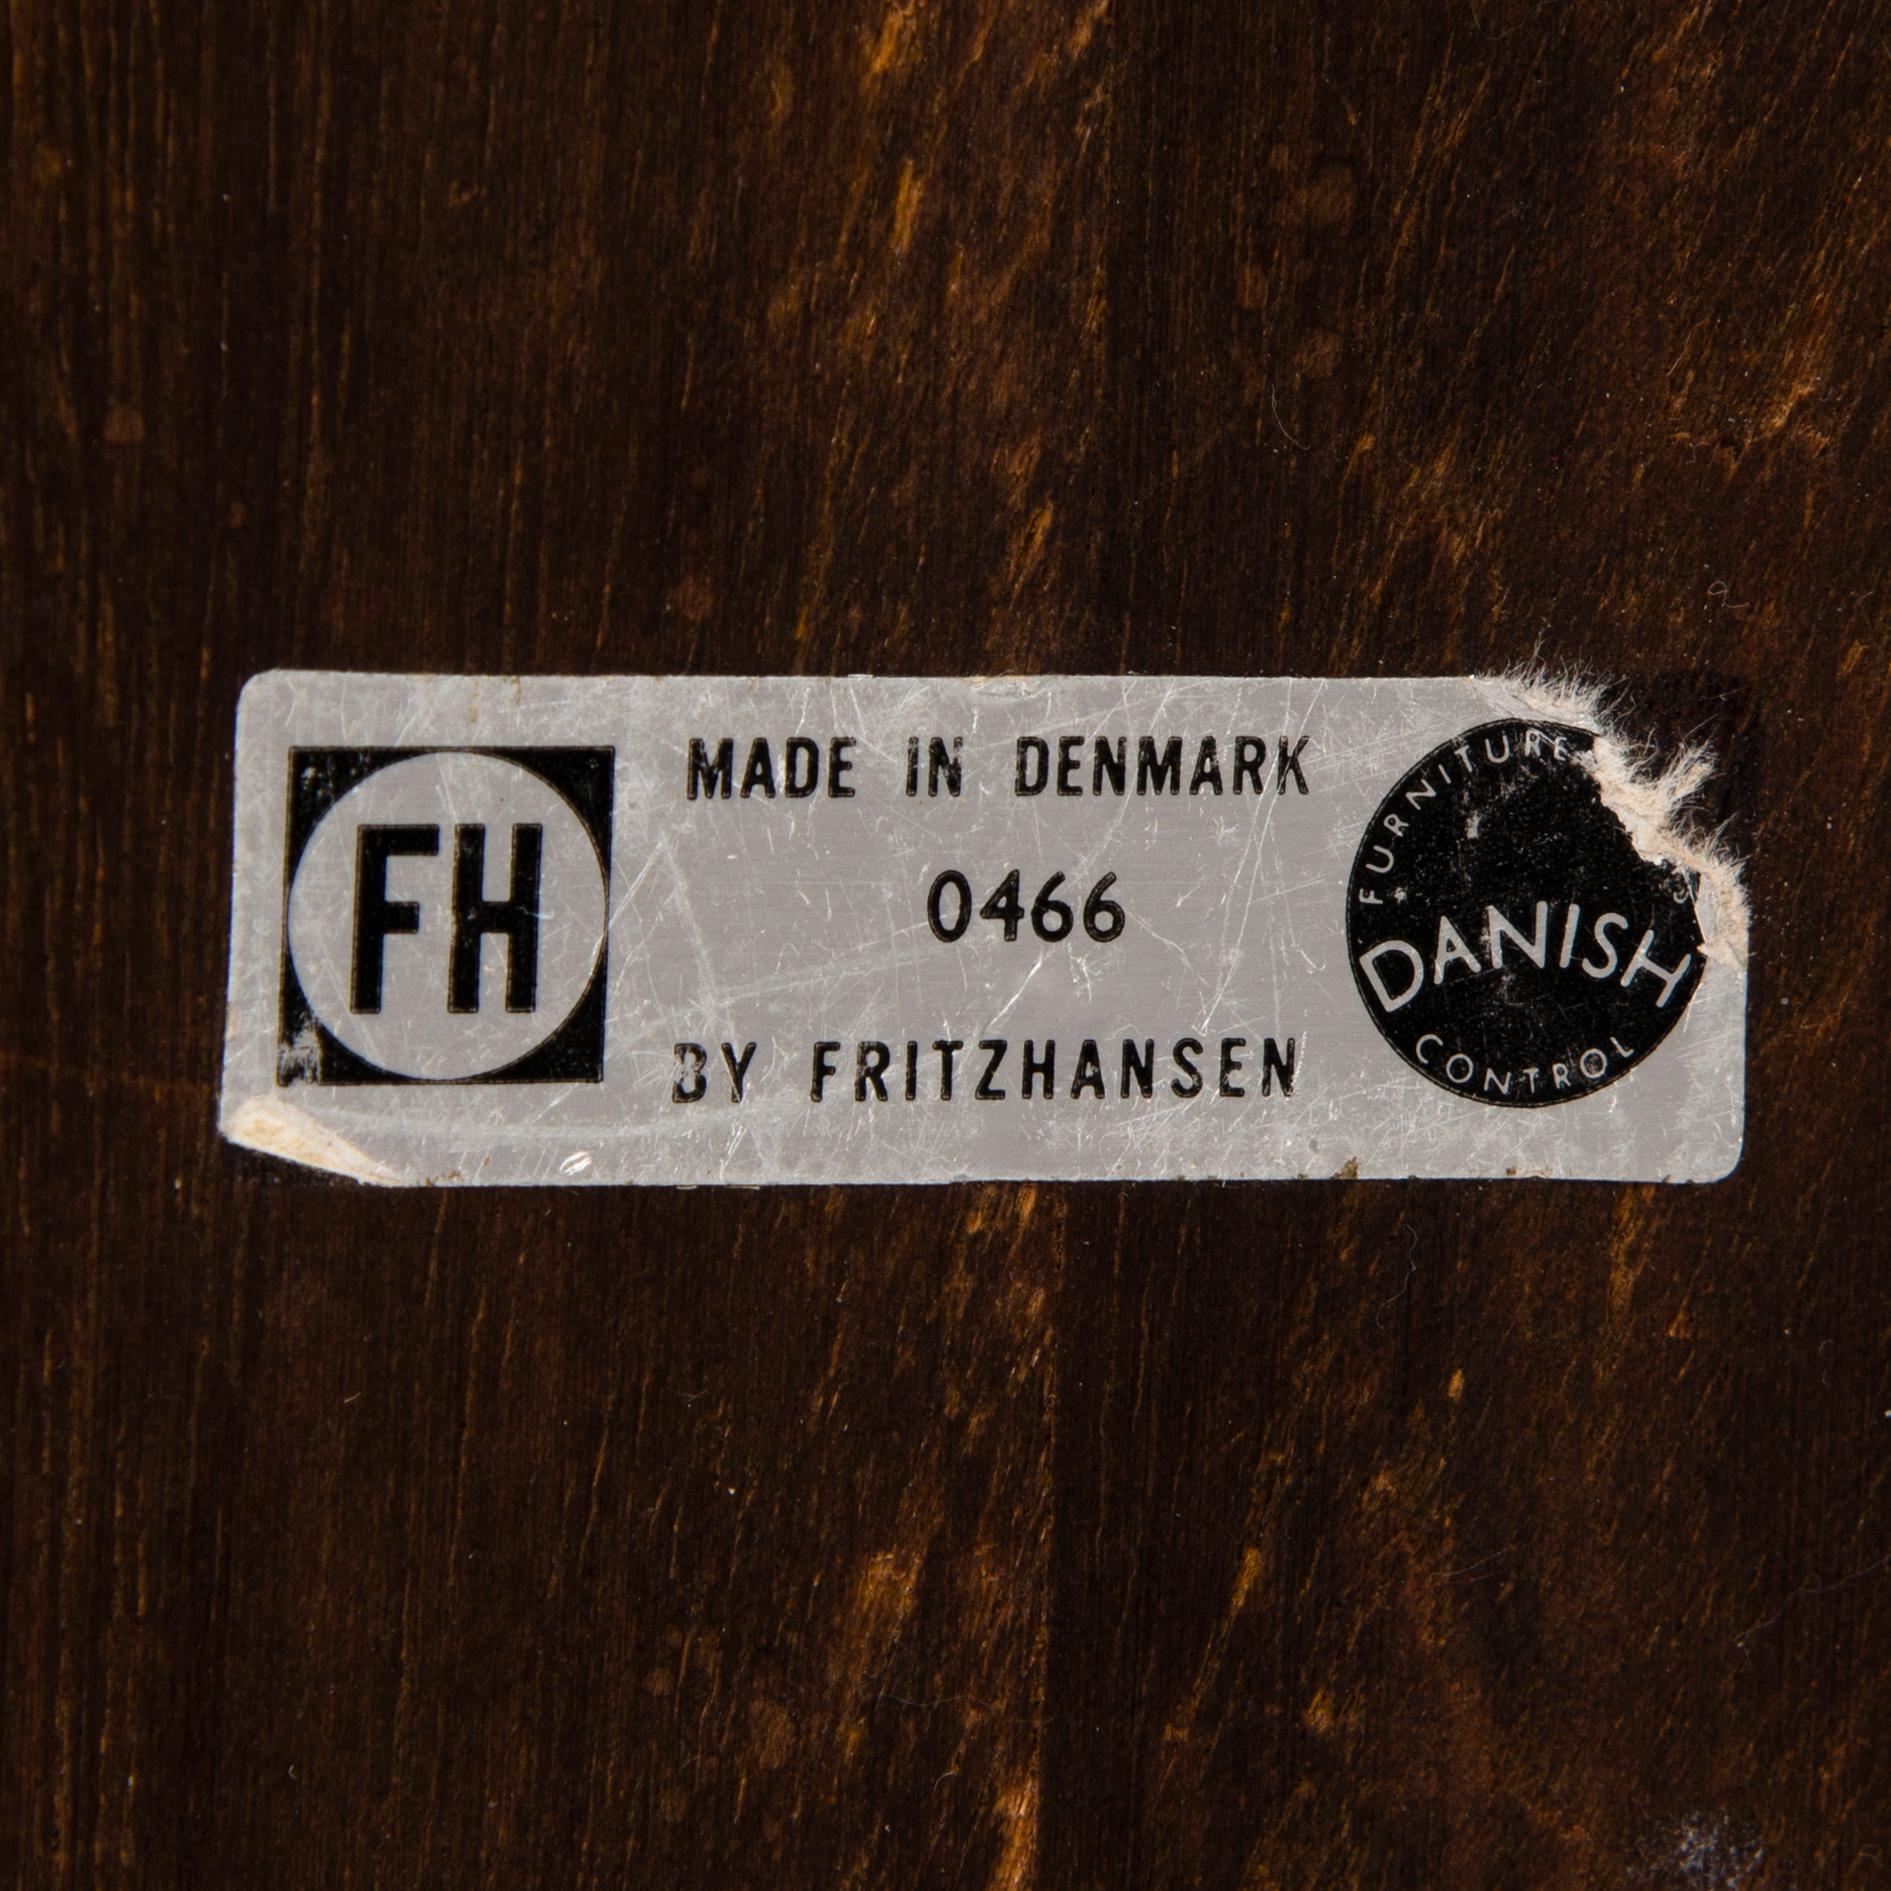 FH
MADE IN DENMARK
0466
BY FRITZHANSEN
FURNITURE
DANISH
CONTROL